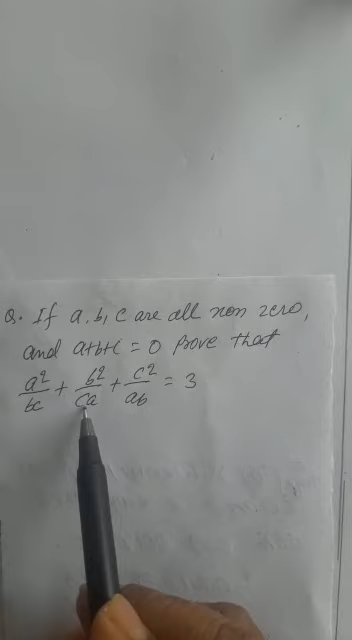 Q. If a, b, c are all non zero,
and a+b+c = 0 Prove that
a²/bc + b²/ca + c²/ab = 3